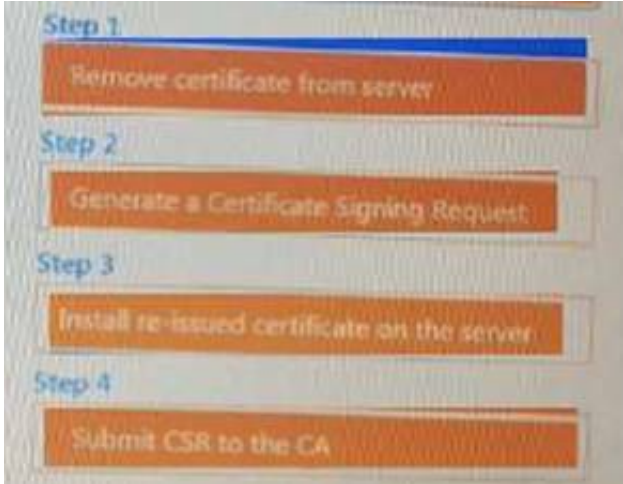 Step 1
Remove certificate from server
Step 2
Generate a Certificate Signing Request
Step 3
Install re-issued certificate on the server
Step 4
Submit CSR to the CA